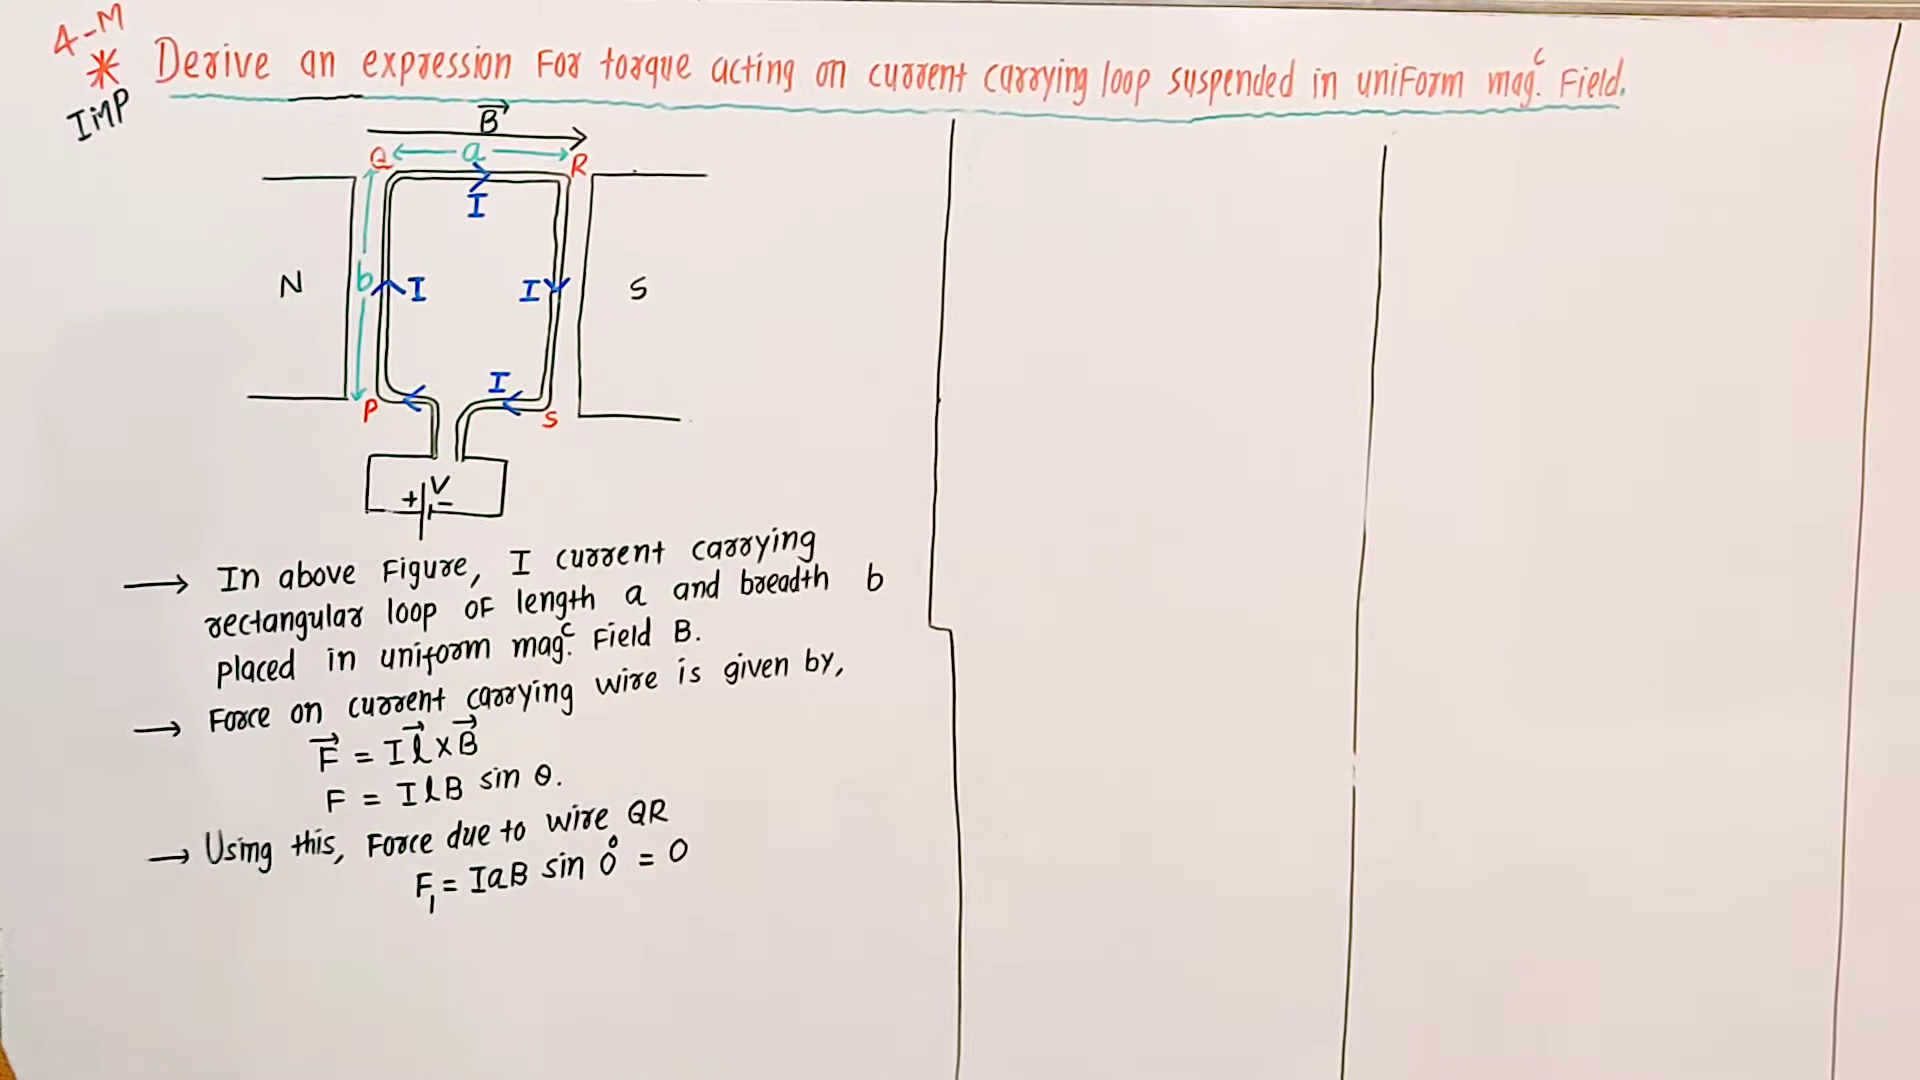 4-M
*
IMP
Derive an expression For torque acting on current carrying loop suspended in uniForm mag.c Field.
B⃗
Q a R
I
N b I I S
I
P S
V
+ -
→ In above Figure, I current carrying
rectangular loop OF length a and breadth b
placed in uniform mag.c Field B.
→ Force on current carrying wire is given by,
F⃗ = I l⃗ × B⃗
F = I l B sin θ.
→ Using this, Force due to wire QR
F₁ = IaB sin 0° = 0